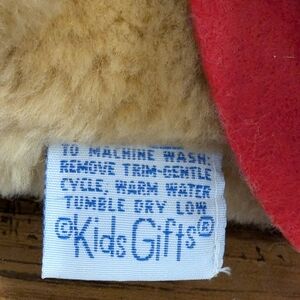 TO MACHINE WASH:
REMOVE TRIM-GENTLE
CYCLE, WARM WATER
TUMBLE DRY LOW
©Kids Gifts®